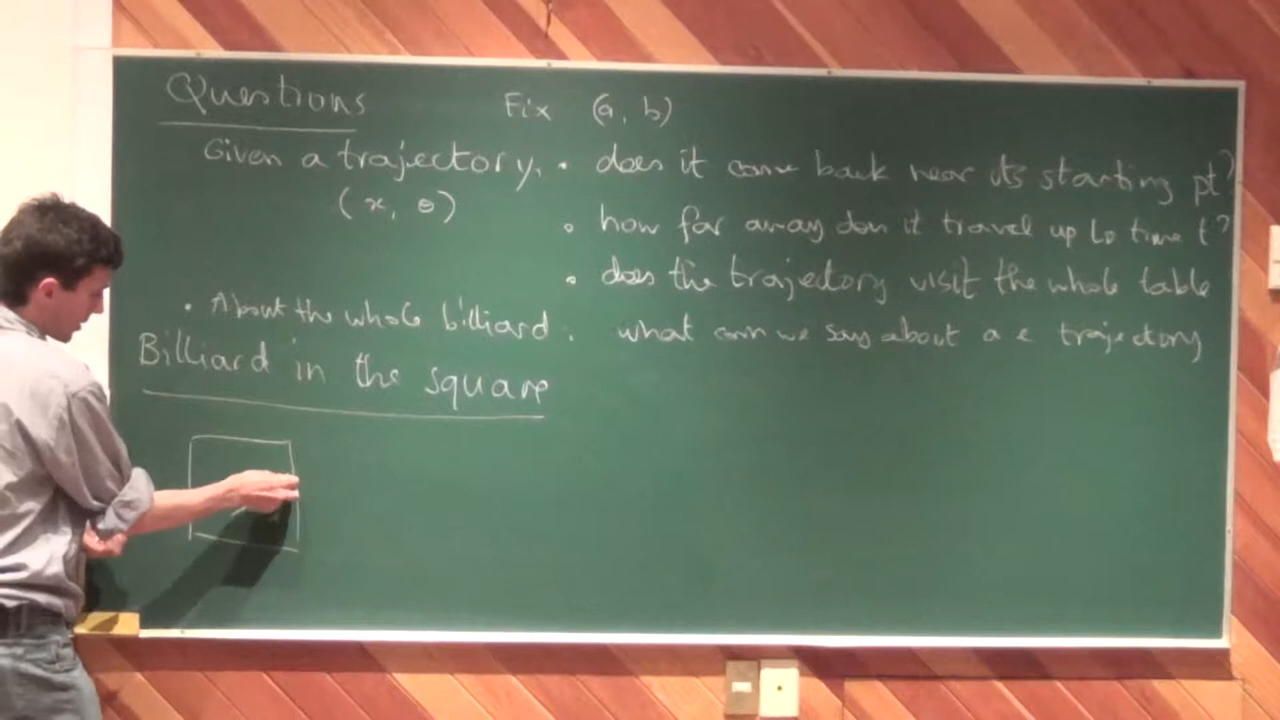 Questions
Fix (a, b)
Given a trajectory, • does it come back near its starting pt?
(x, θ)
• how far away does it travel up to time t?
• does the trajectory visit the whole table
• About the whole billiard : what can we say about a ε trajectory
Billiard in the square